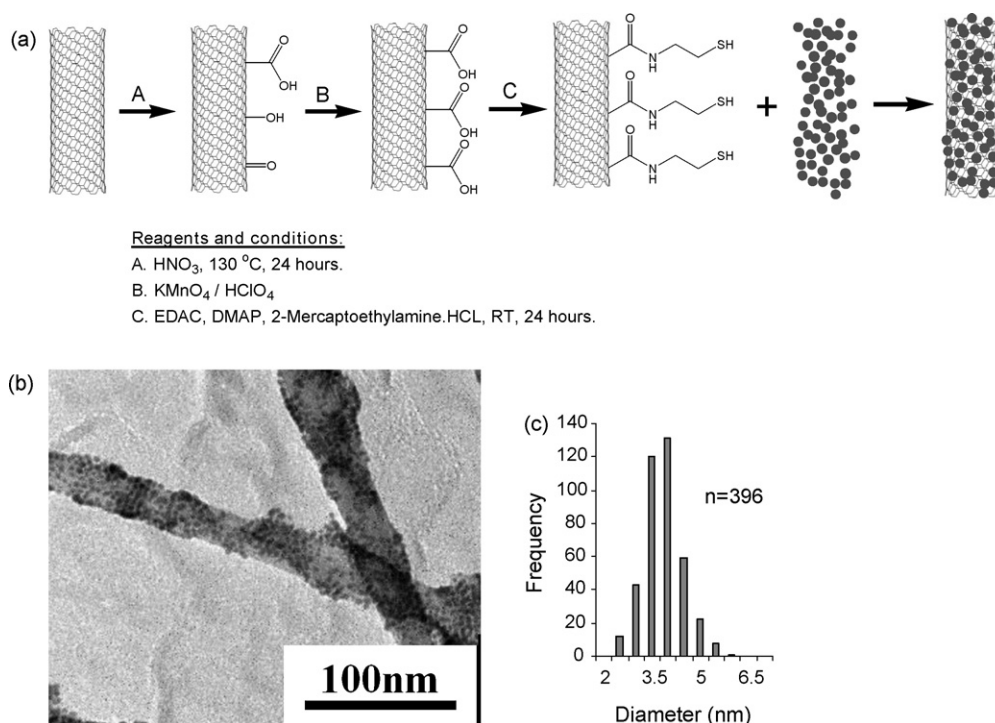 (a)
A
B
C
O
OH
OH
O
O
OH
O
OH
O
OH
O
N
H
SH
O
N
H
SH
O
N
H
SH
+
Reagents and conditions:
A. HNO₃, 130 °C, 24 hours.
B. KMnO₄ / HClO₄
C. EDAC, DMAP, 2-Mercaptoethylamine.HCL, RT, 24 hours.
(b)
100nm
(c)
140
120
100
80
60
40
20
0
Frequency
n=396
2 3.5 5 6.5
Diameter (nm)